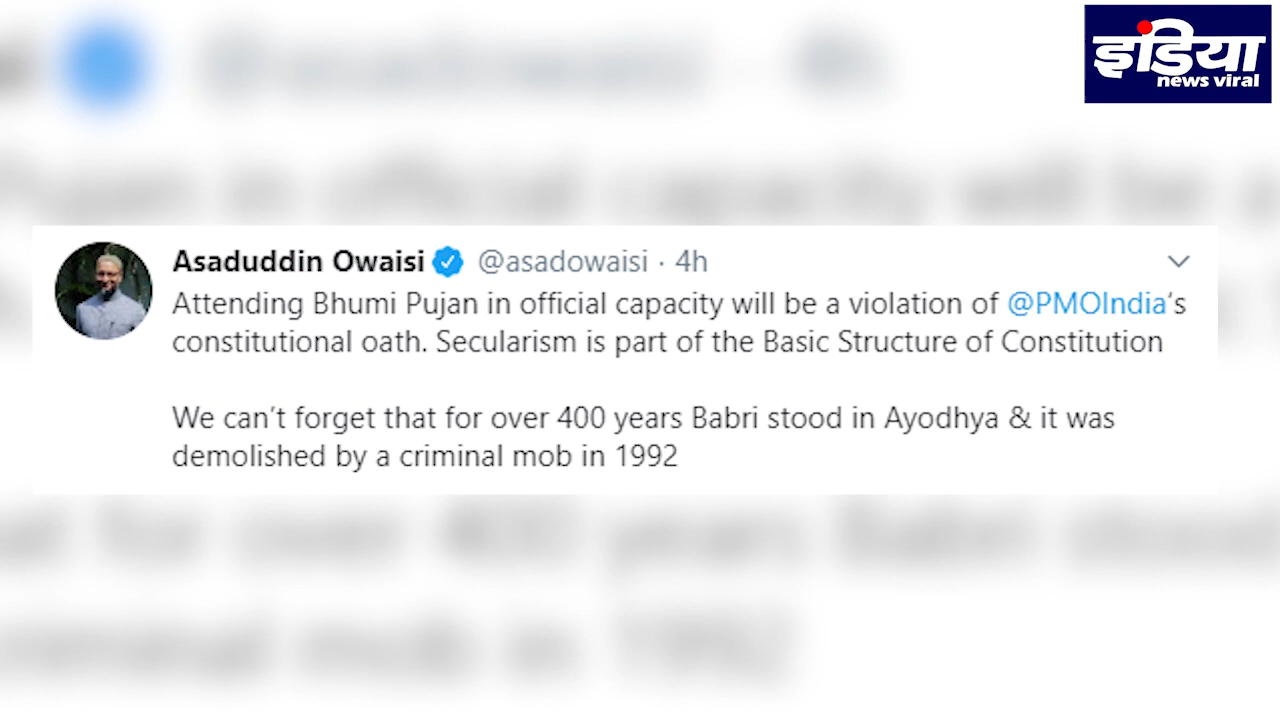 इंडिया
news viral
Asaduddin Owaisi @asadowaisi · 4h
Attending Bhumi Pujan in official capacity will be a violation of @PMOIndia's
constitutional oath. Secularism is part of the Basic Structure of Constitution
We can't forget that for over 400 years Babri stood in Ayodhya & it was
demolished by a criminal mob in 1992